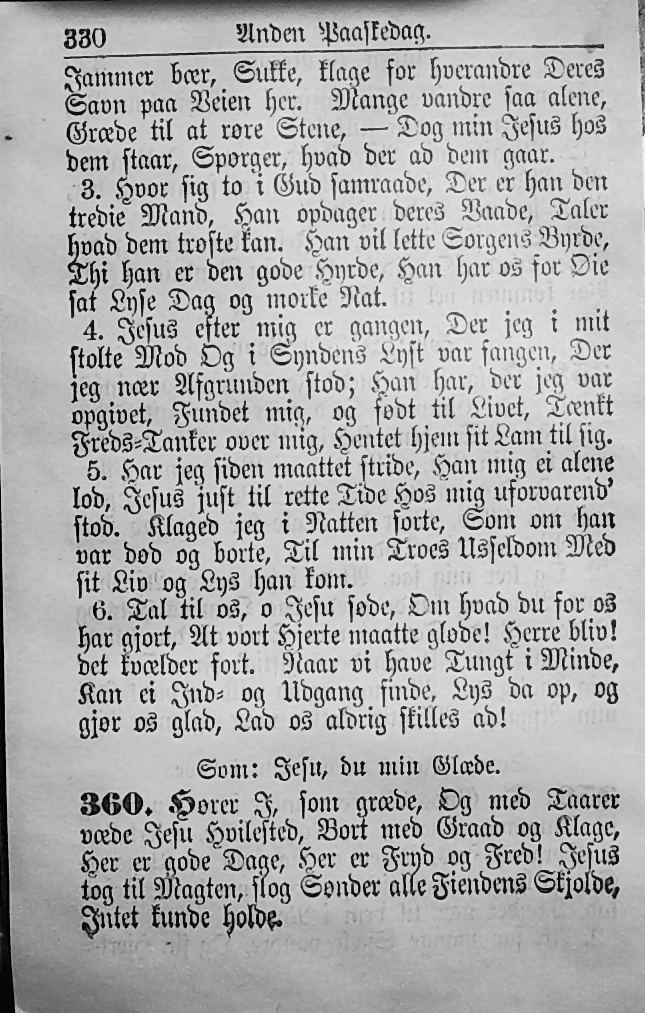 330 Anden Paaskedag.
Jammer bær, Sukke, klage for hverandre Deres
Savn paa Veien her. Mange vandre saa alene,
Græde til at røre Stene, — Dog min Jesus hos
dem staar, Spørger, hvad der ad dem gaar.
3. Hvor sig to i Gud samraade, Der er han den
tredie Mand, Han opdager deres Vaade, Taler
hvad dem trøste kan. Han vil lette Sorgens Byrde,
Thi han er den gode Hyrde, Han har os for Øie
sat Lyse Dag og mørke Nat.
4. Jesus efter mig er gangen, Der jeg i mit
stolte Mod Og i Syndens Lyst var fangen, Der
jeg nær Afgrunden stod; Han har, der jeg var
opgivet, Fundet mig, og født til Livet, Tænkt
Freds-Tanker over mig, Hentet hjem sit Lam til sig.
5. Har jeg siden maattet stride, Han mig ei alene
lod, Jesus just til rette Tide Hos mig uforvarend'
stod. Klaged jeg i Natten sorte, Som om han
var død og borte, Til min Troes Usseldom Med
sit Liv og Lys han kom.
6. Tal til os, o Jesu søde, Om hvad du for os
har gjort, At vort Hjerte maatte gløde! Herre bliv!
det kvælder fort. Naar vi have Tungt i Minde,
Kan ei Ind- og Udgang finde, Lys da op, og
gjør os glad, Lad os aldrig skilles ad!
Som: Jesu, du min Glæde.
360. Hører I, som græde, Og med Taarer
væde Jesu Hvilested, Bort med Graad og Klage,
Her er gode Dage, Her er Fryd og Fred! Jesus
tog til Magten, slog Sønder alle Fiendens Skjolde,
Intet kunde holde.